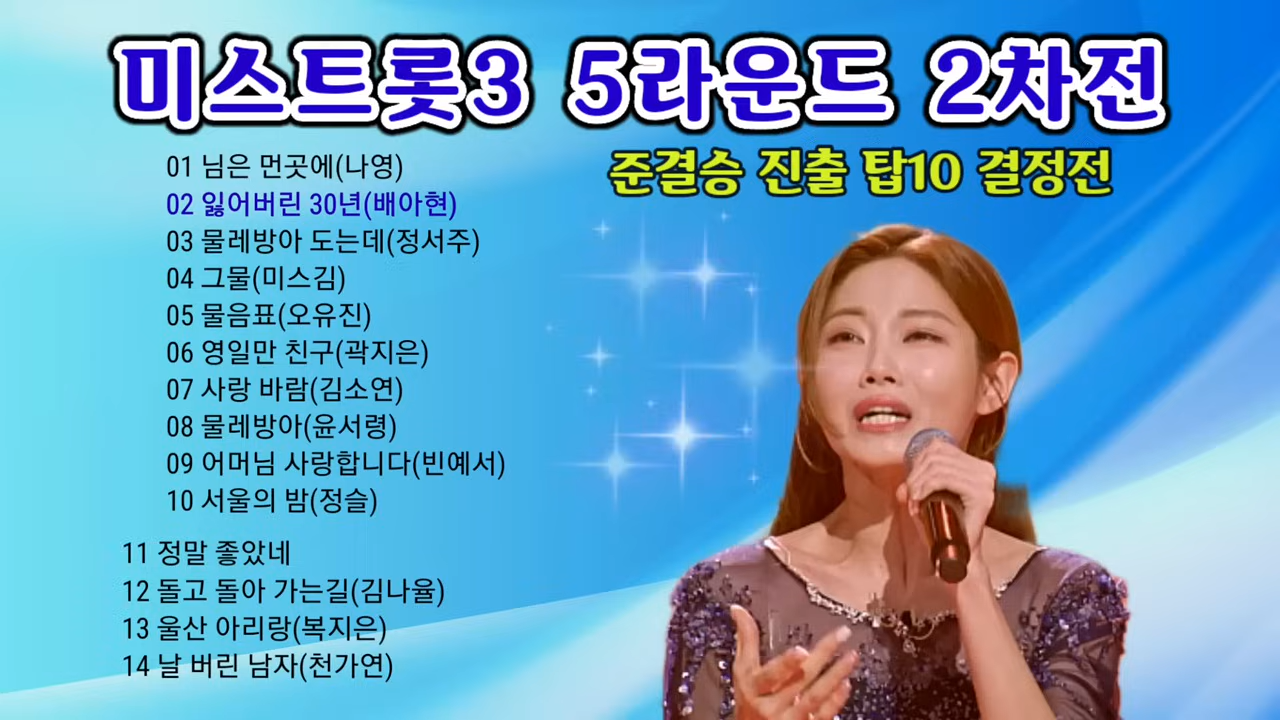 미스트롯3 5라운드 2차전
준결승 진출 탑10 결정전
01 님은 먼곳에(나영)
02 잃어버린 30년(배아현)
03 물레방아 도는데(정서주)
04 그물(미스김)
05 물음표(오유진)
06 영일만 친구(곽지은)
07 사랑 바람(김소연)
08 물레방아(윤서령)
09 어머님 사랑합니다(빈예서)
10 서울의 밤(정슬)
11 정말 좋았네
12 돌고 돌아 가는길(김나율)
13 울산 아리랑(복지은)
14 날 버린 남자(천가연)